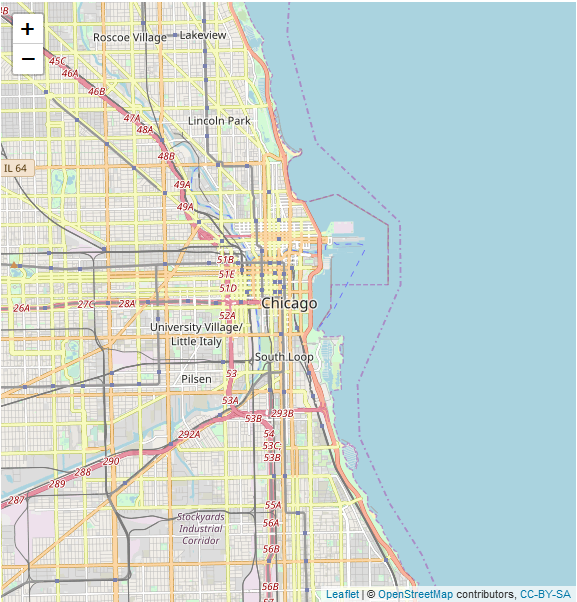 4B
+
−
Roscoe Village
Lakeview
45C
46A
46B
47A
48A
Lincoln Park
48B
IL 64
49A
49A
51B
51E
51D
26A
27C
28A
Chicago
52A
University Village/
Little Italy
South Loop
53
Pilsen
53A
53B
293B
292A
54
53C;
53B
290
288
289
287
55A
Stockyards
Industrial
Corridor
56A
56B
56B
57
Leaflet | © OpenStreetMap contributors, CC-BY-SA